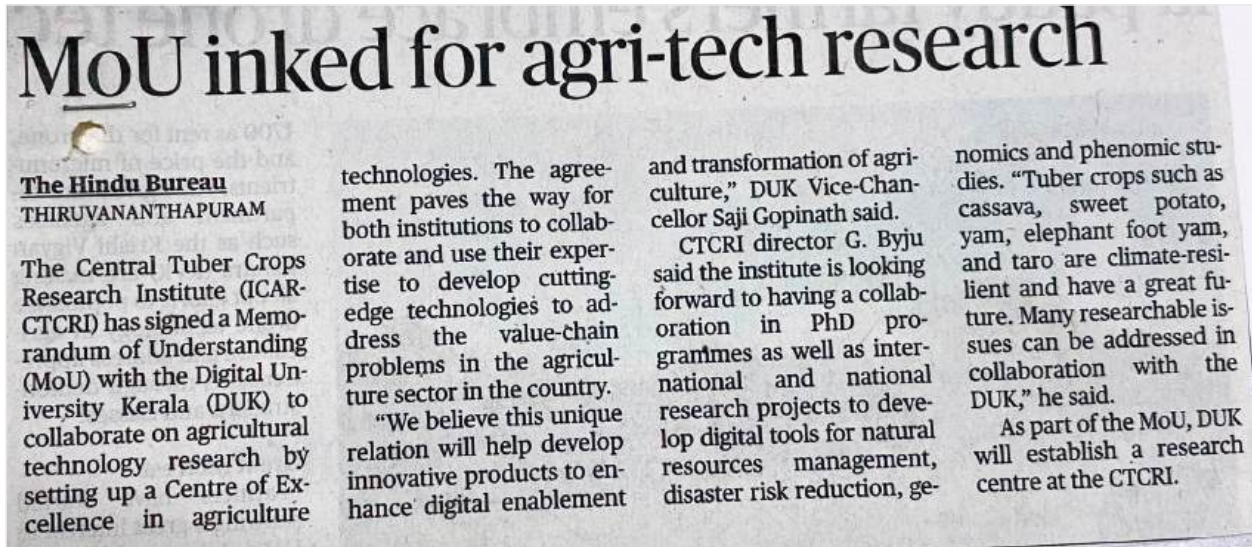 MoU inked for agri-tech research
The Hindu Bureau
THIRUVANANTHAPURAM
The Central Tuber Crops
Research Institute (ICAR-
CTCRI) has signed a Memo-
randum of Understanding
(MoU) with the Digital Un-
iversity Kerala (DUK) to
collaborate on agricultural
technology research by
setting up a Centre of Ex-
cellence in agriculture
technologies. The agree-
ment paves the way for
both institutions to collab-
orate and use their exper-
tise to develop cutting-
edge technologies to ad-
dress the value-chain
problems in the agricul-
ture sector in the country.
“We believe this unique
relation will help develop
innovative products to en-
hance digital enablement
and transformation of agri-
culture,” DUK Vice-Chan-
cellor Saji Gopinath said.
CTCRI director G. Byju
said the institute is looking
forward to having a collab-
oration in PhD pro-
grammes as well as inter-
national and national
research projects to deve-
lop digital tools for natural
resources management,
disaster risk reduction, ge-
nomics and phenomic stu-
dies. “Tuber crops such as
cassava, sweet potato,
yam, elephant foot yam,
and taro are climate-resi-
lient and have a great fu-
ture. Many researchable is-
sues can be addressed in
collaboration with the
DUK,” he said.
As part of the MoU, DUK
will establish a research
centre at the CTCRI.